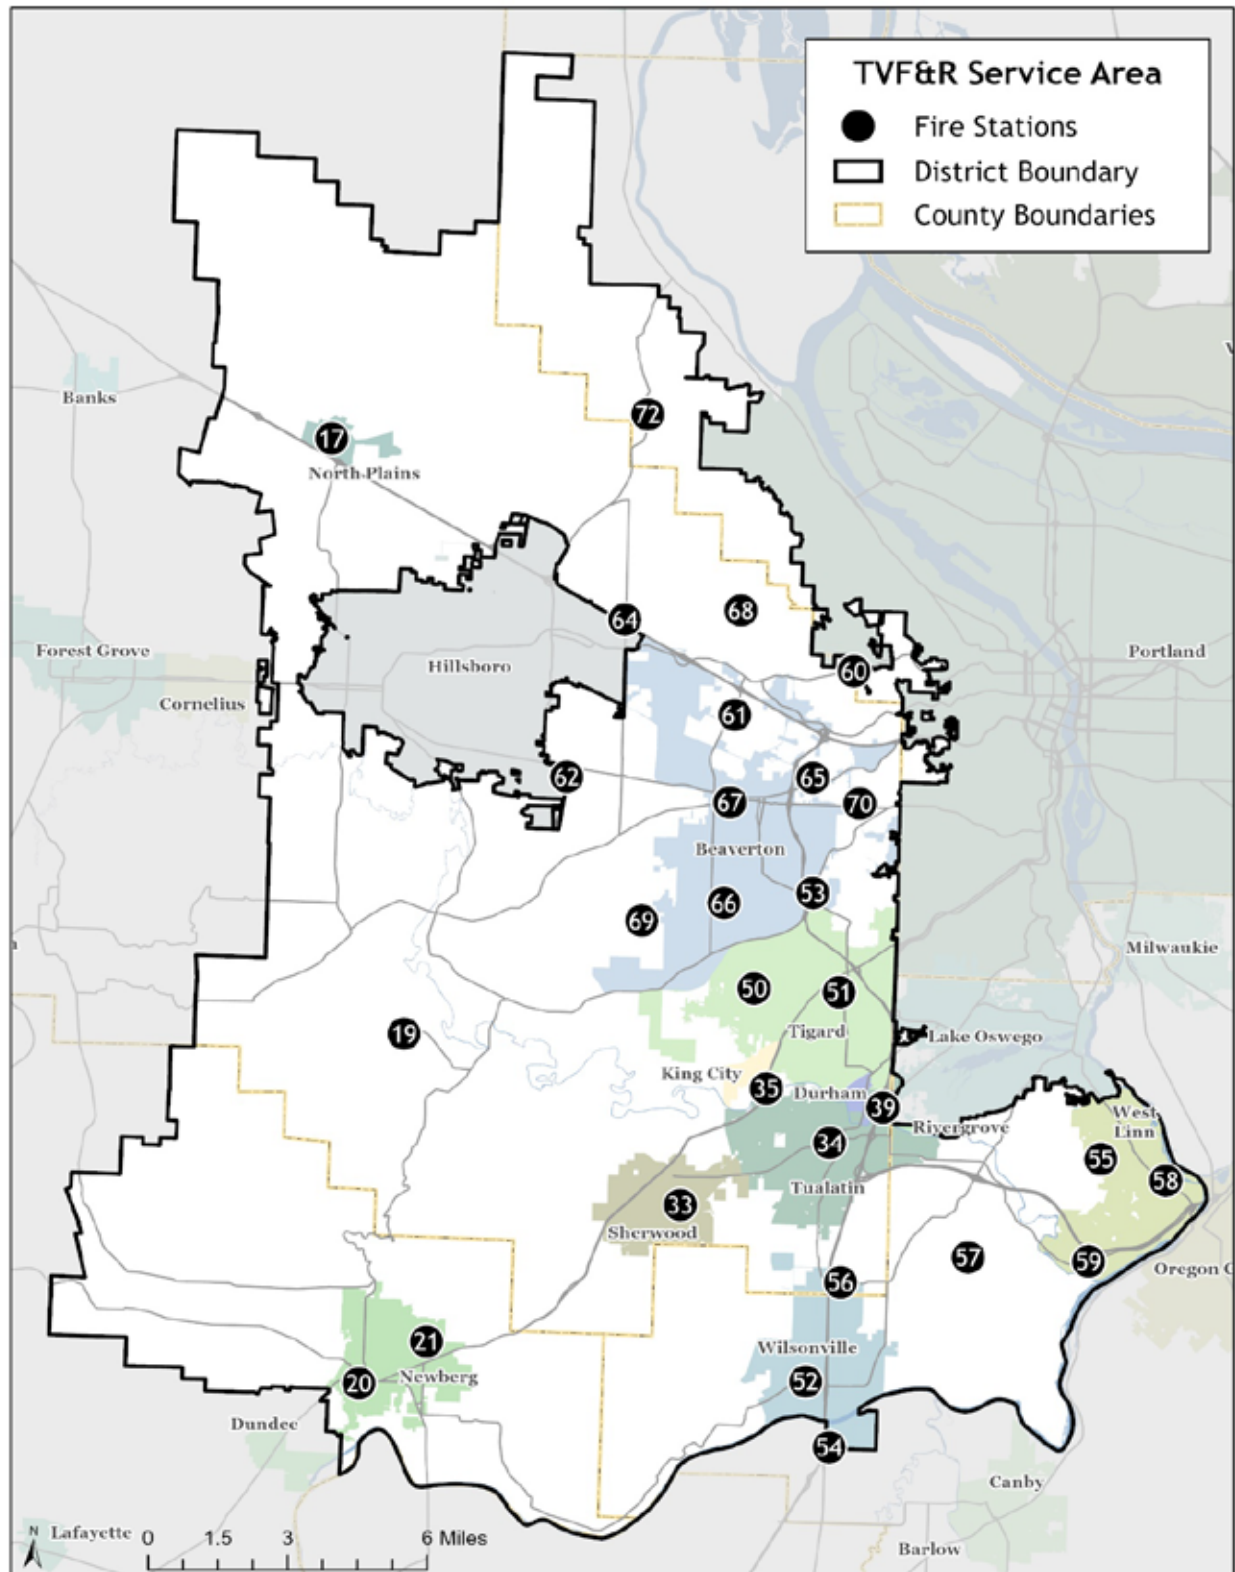 TVF&R Service Area
Fire Stations
District Boundary
County Boundaries
Banks
72
17
North Plains
64
68
Forest Grove
Hillsboro
60
Portland
Cornelius
61
62
65
67
70
Beaverton
53
66
69
Milwaukie
50
51
19
Tigard
Lake Oswego
King City
35
Durham
39
West
Linn
Rivergrove
34
55
Tualatin
58
33
Sherwood
57
59
Oregon C
56
21
Wilsonville
20
Newberg
52
Dundee
54
Canby
N
Lafayette
0 1.5 3 6 Miles
Barlow